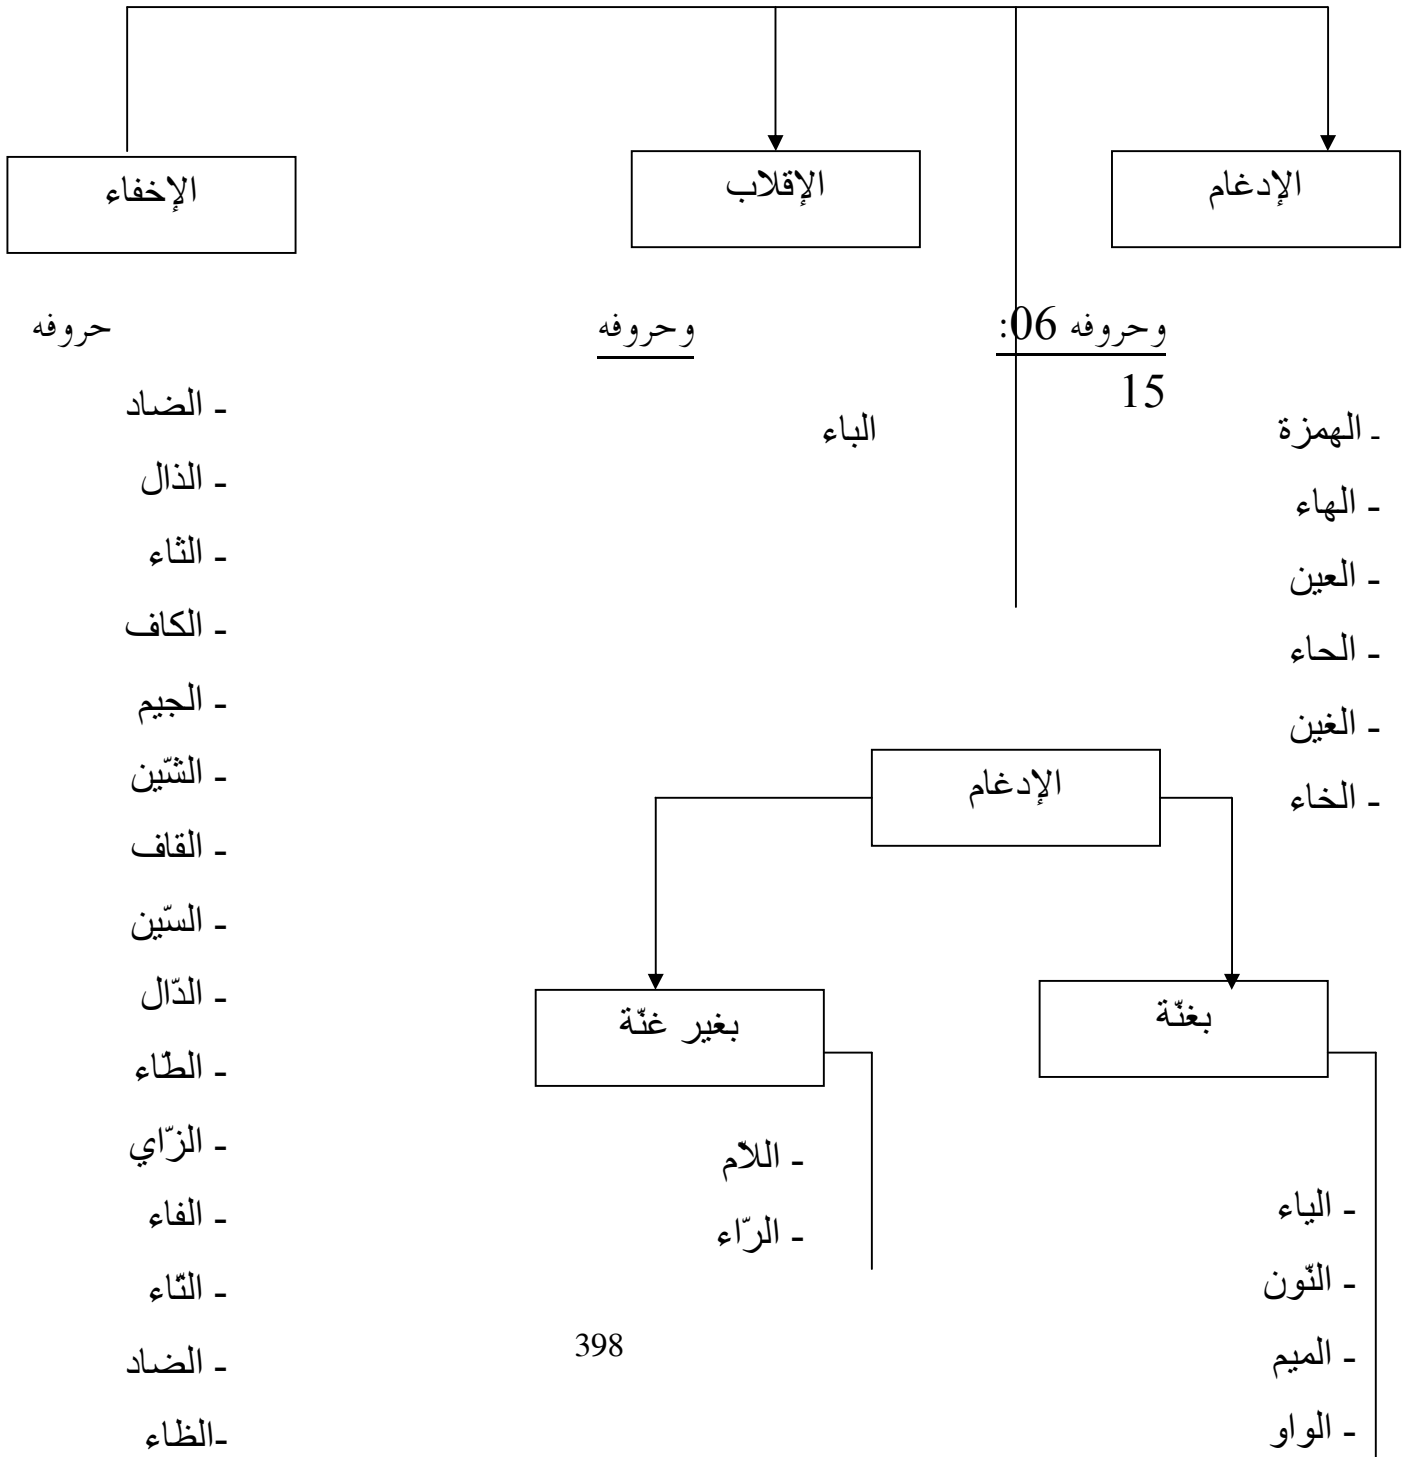 الإدغام
الإقلاب
الإخفاء
وحروفه 06:
وحروفه
حروفه
15
- الهمزة
- الهاء
- العين
- الحاء
- الغين
- الخاء
الباء
- الضاد
- الذال
- الثاء
- الكاف
- الجيم
- الشّين
- القاف
- السّين
- الدّال
- الطّاء
- الزّاي
- الفاء
- التّاء
- الضاد
-الظاء
الإدغام
بغنّة
بغير غنّة
- الياء
- النّون
- الميم
- الواو
- اللاّم
- الرّاء
398